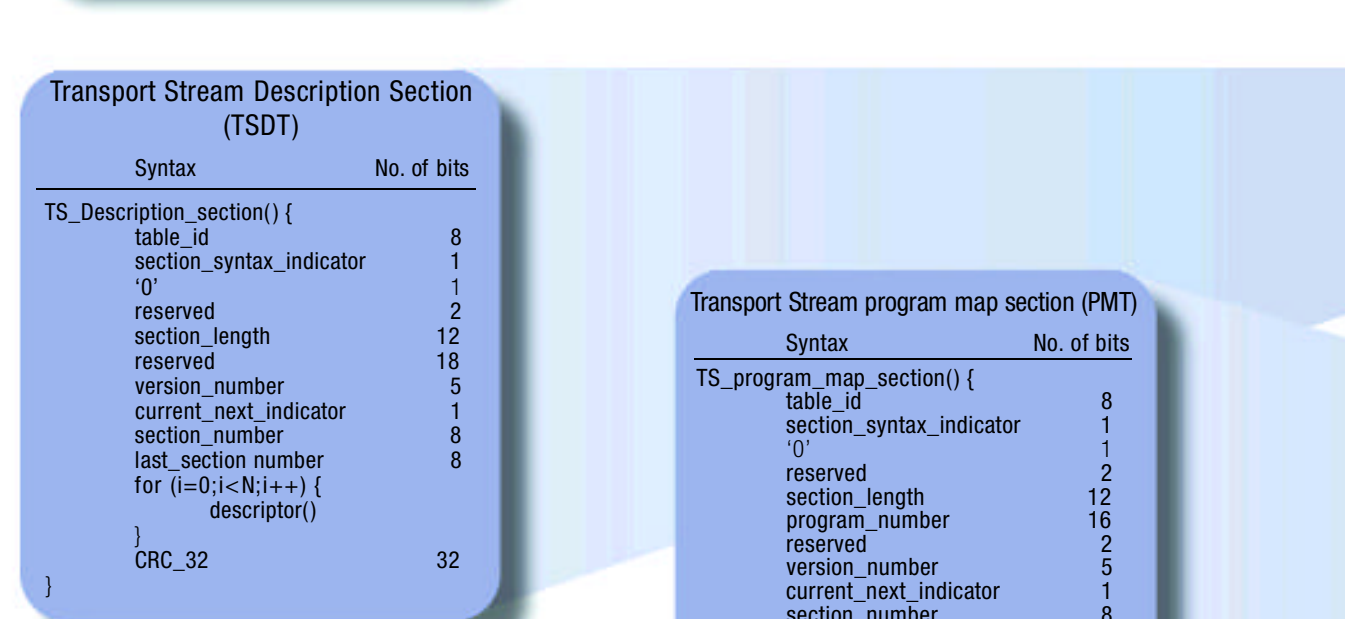 Transport Stream Description Section
(TSDT)
Syntax No. of bits
TS_Description_section() {
table_id 8
section_syntax_indicator 1
‘0’ 1
reserved 2
section_length 12
reserved 18
version_number 5
current_next_indicator 1
section_number 8
last_section number 8
for (i=0;i<N;i++) {
descriptor()
}
CRC_32 32
}
Transport Stream program map section (PMT)
Syntax No. of bits
TS_program_map_section() {
table_id 8
section_syntax_indicator 1
‘0’ 1
reserved 2
section_length 12
program_number 16
reserved 2
version_number 5
current_next_indicator 1
section_number 8